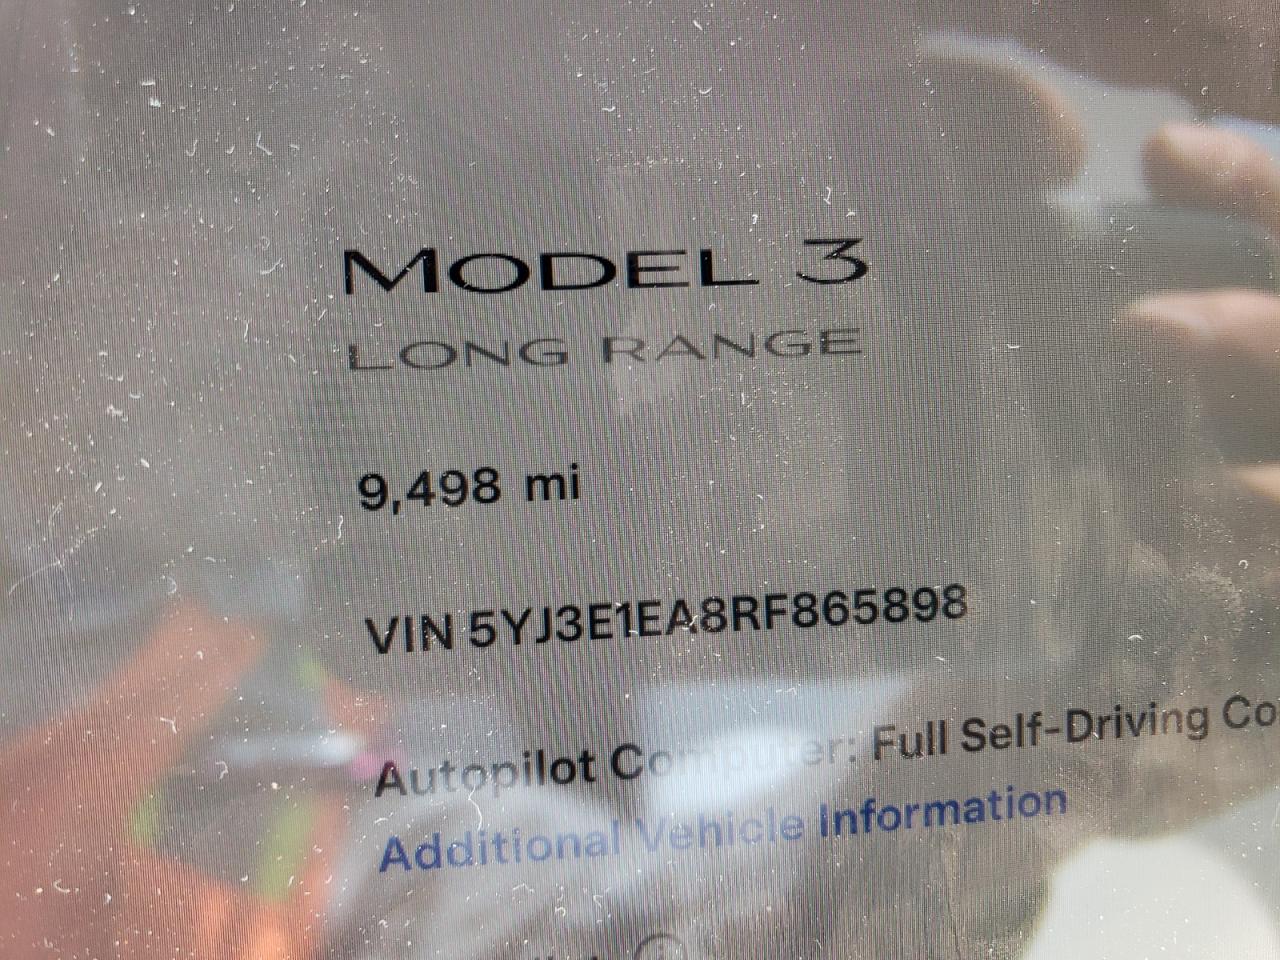 MODEL 3
LONG RANGE
9,498 mi
VIN 5YJ3E1EA8RF865898
Autopilot Computer: Full Self-Driving Co
Additional Vehicle Information